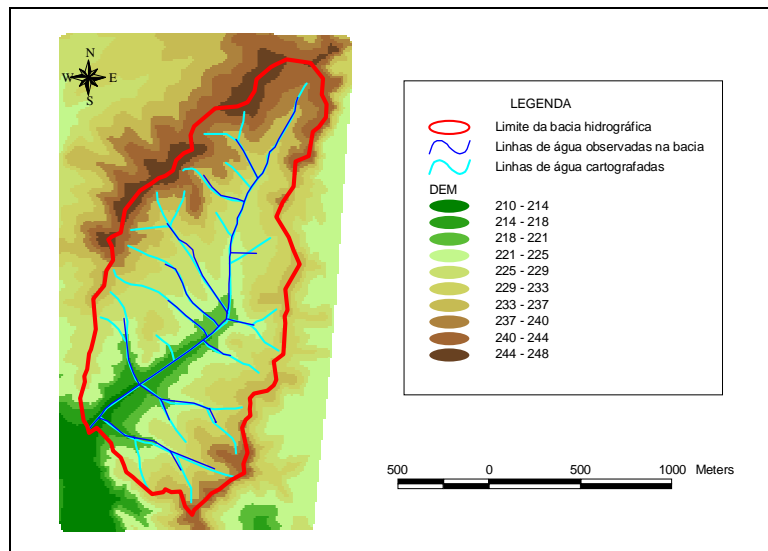 N
W E
S
LEGENDA
Limite da bacia hidrográfica
Linhas de água observadas na bacia
Linhas de água cartografadas
DEM
210 - 214
214 - 218
218 - 221
221 - 225
225 - 229
229 - 233
233 - 237
237 - 240
240 - 244
244 - 248
500 0 500 1000 Meters